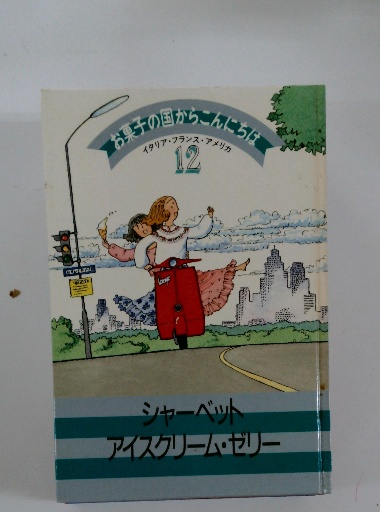 お菓子の国からこんにちは
イタリア・フランス・アメリカ
12
シャーベット
アイスクリーム・ゼリー